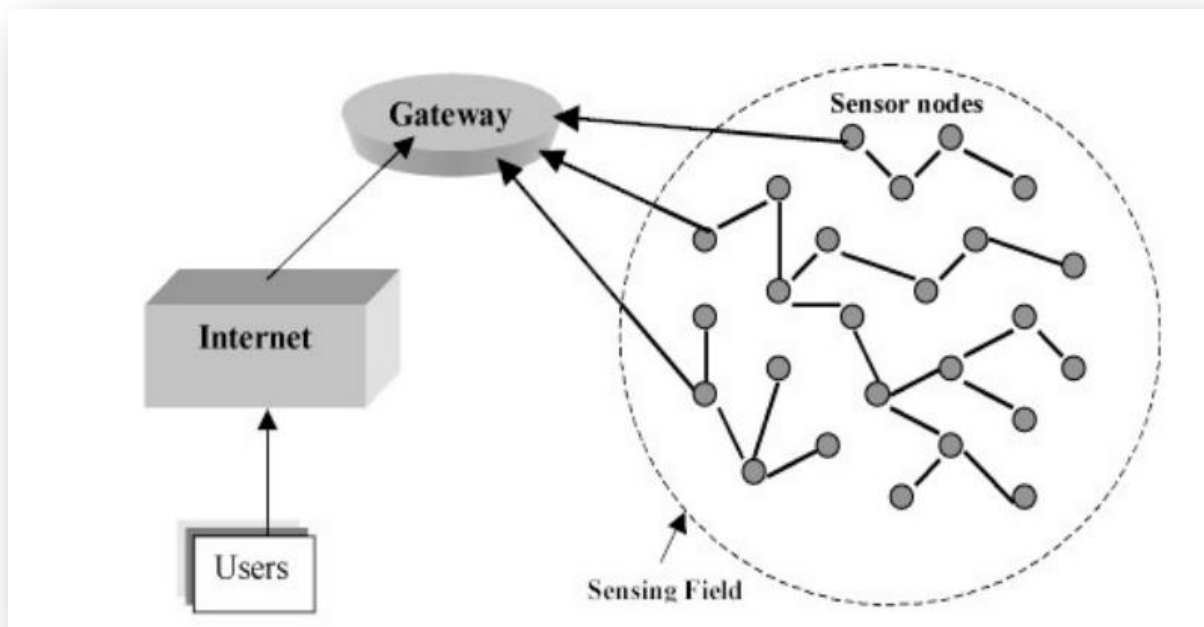 Gateway
Sensor nodes
Internet
Users
Sensing Field